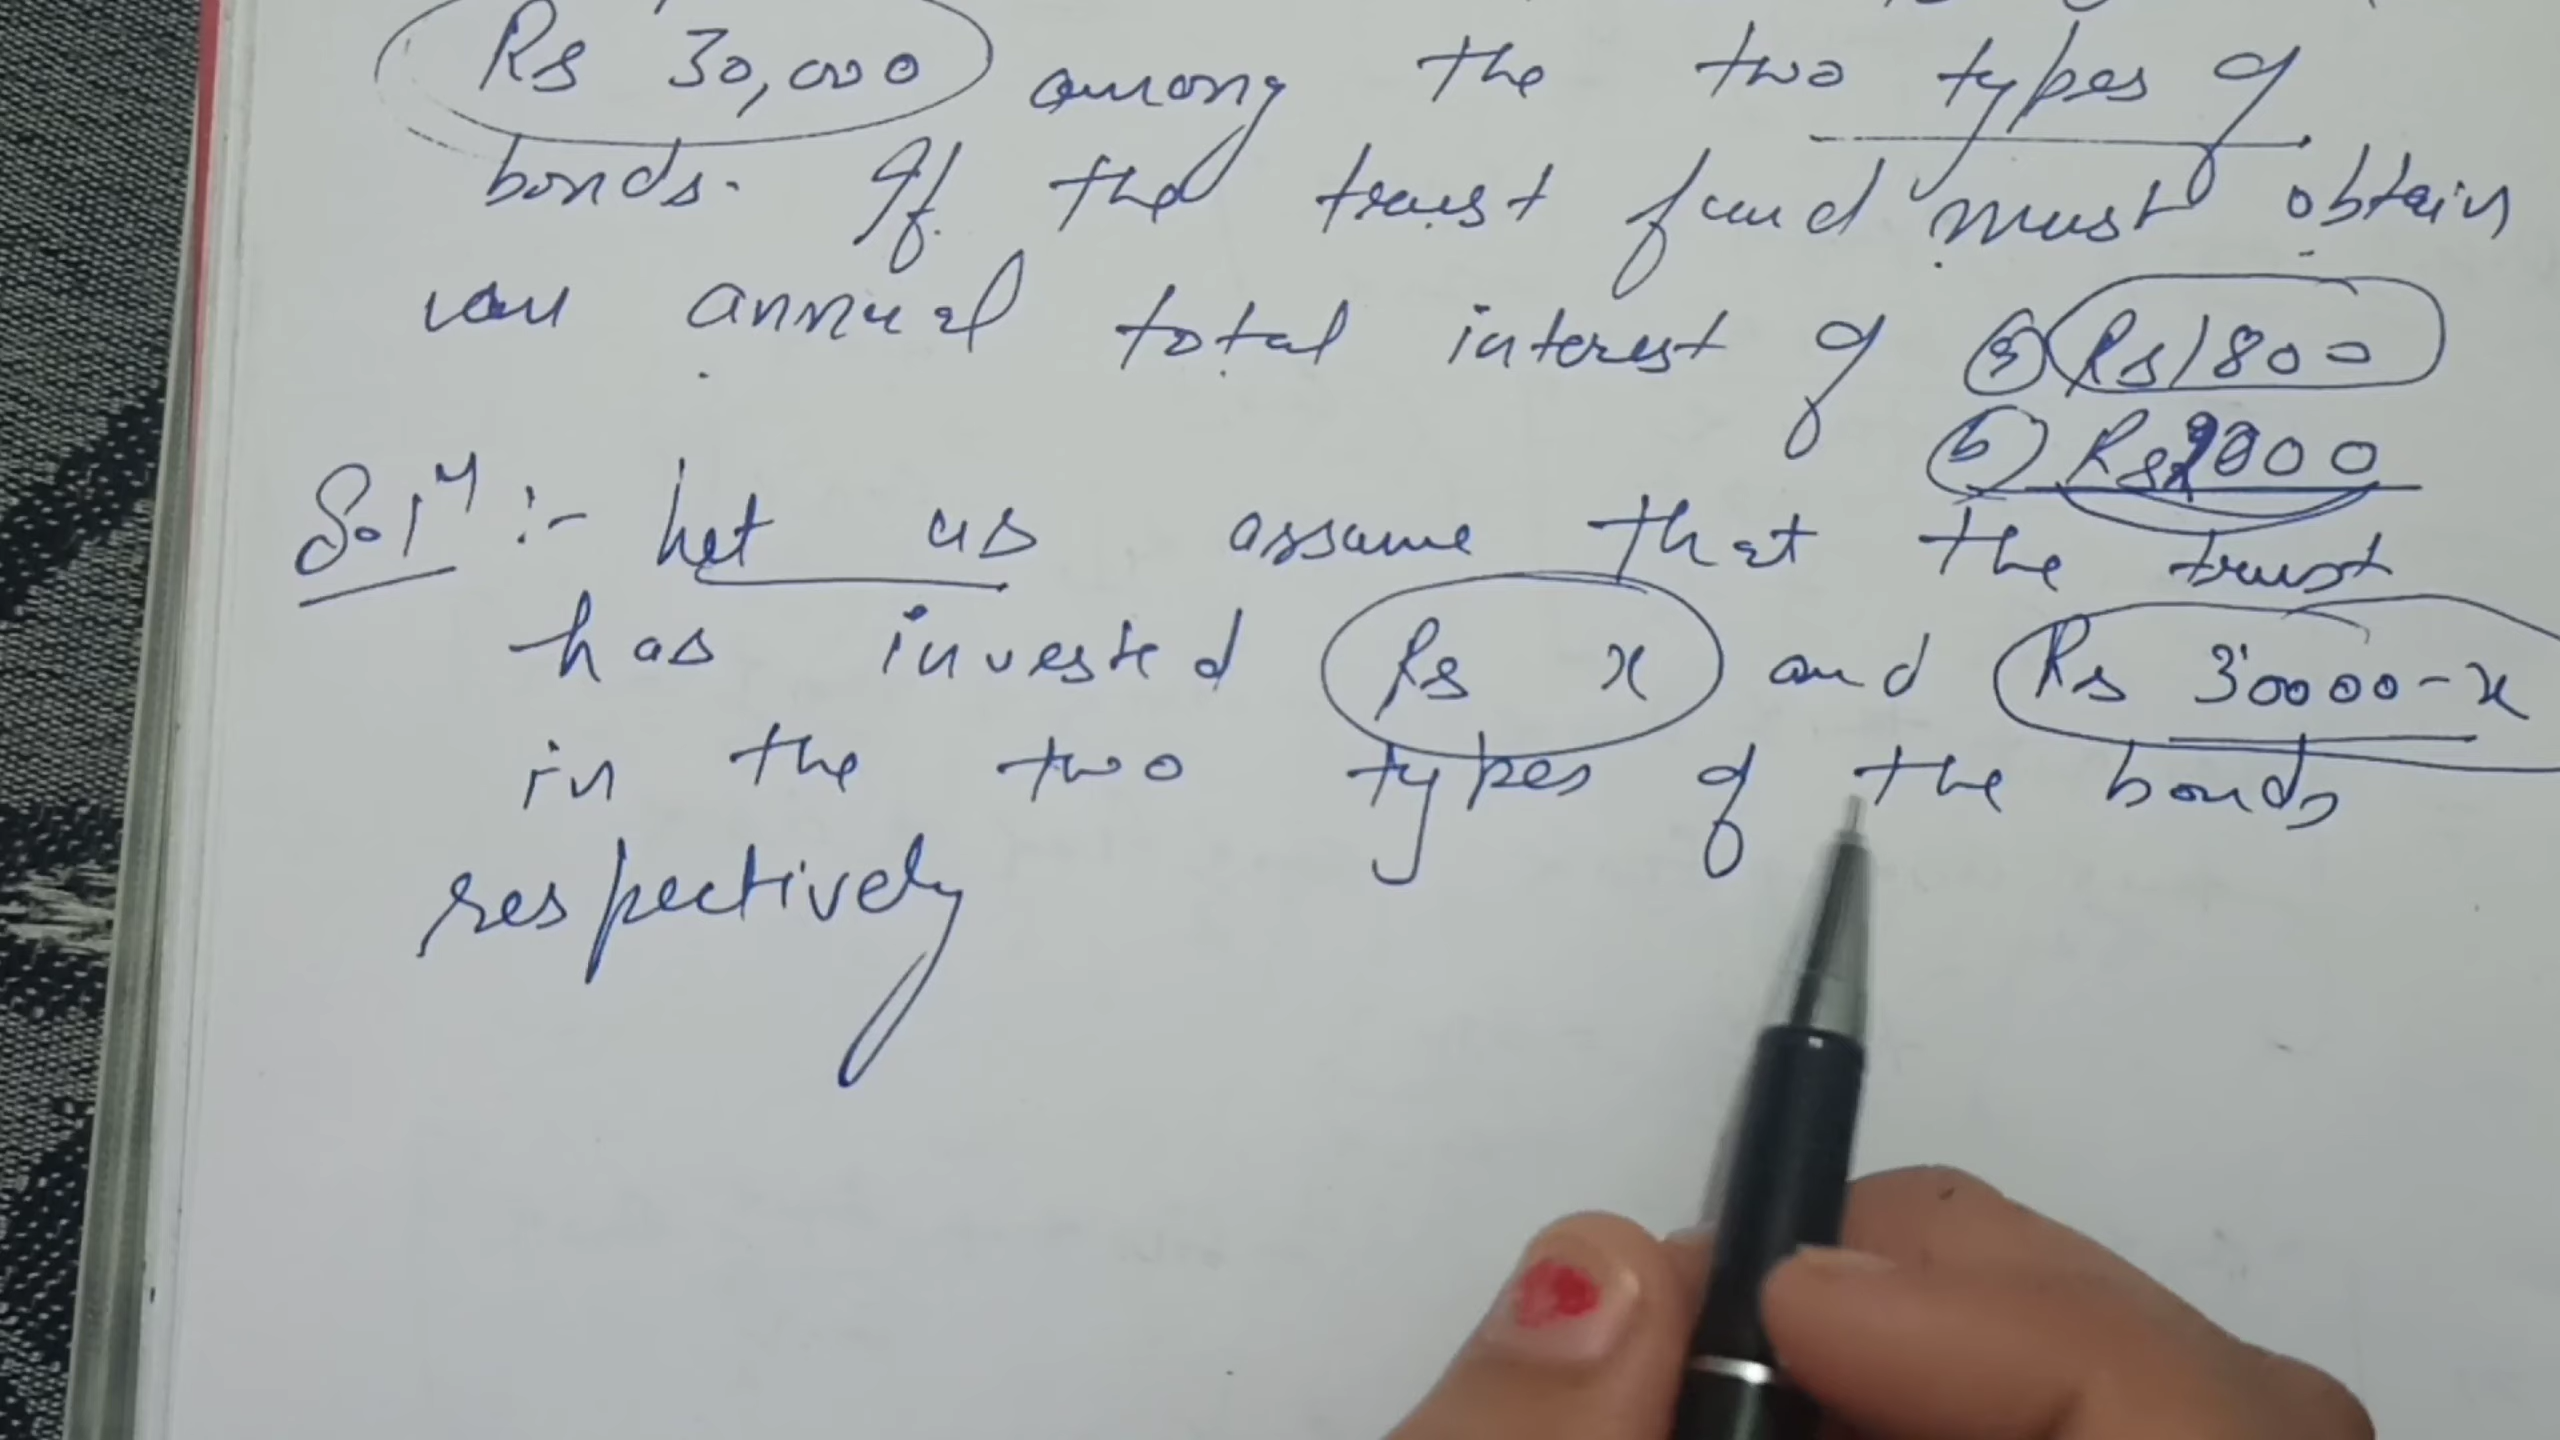 Rs 30,000 among the two types of
bonds. If the trust fund must obtain
an annual total interest of (a) Rs 1800
(b) Rs 2000
Sol^n :- Let us assume that the trust
has invested Rs x and Rs 30000-x
in the two types of the bonds
respectively